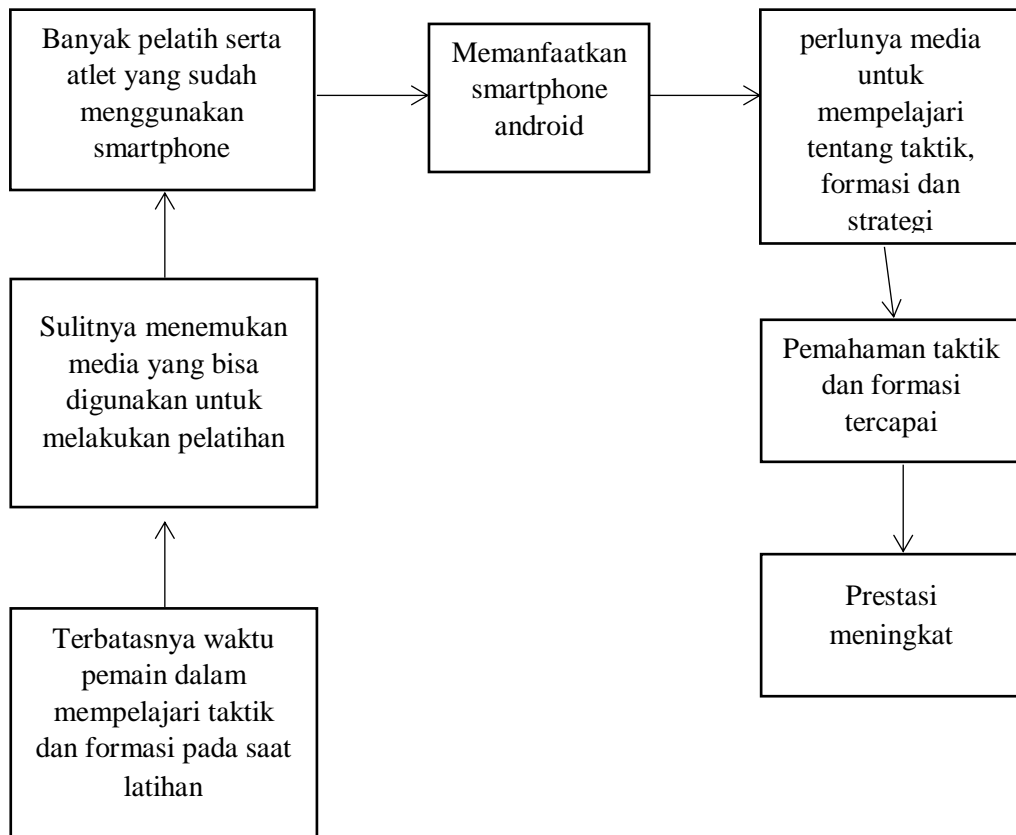 Banyak pelatih serta
atlet yang sudah
menggunakan
smartphone
Memanfaatkan
smartphone
android
perlunya media
untuk
mempelajari
tentang taktik,
formasi dan
strategi
Sulitnya menemukan
media yang bisa
digunakan untuk
melakukan pelatihan
Pemahaman taktik
dan formasi
tercapai
Terbatasnya waktu
pemain dalam
mempelajari taktik
dan formasi pada saat
latihan
Prestasi
meningkat